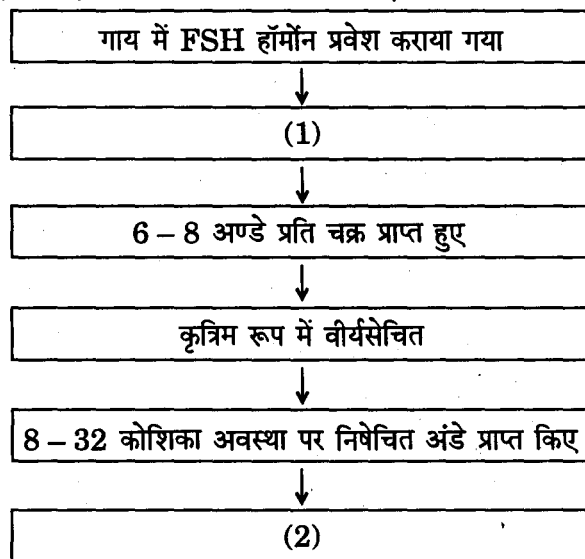 गाय में FSH हॉर्मोन प्रवेश कराया गया
(1)
6 – 8 अण्डे प्रति चक्र प्राप्त हुए
कृत्रिम रूप में वीर्यसेचित
8 – 32 कोशिका अवस्था पर निषेचित अंडे प्राप्त किए
(2)